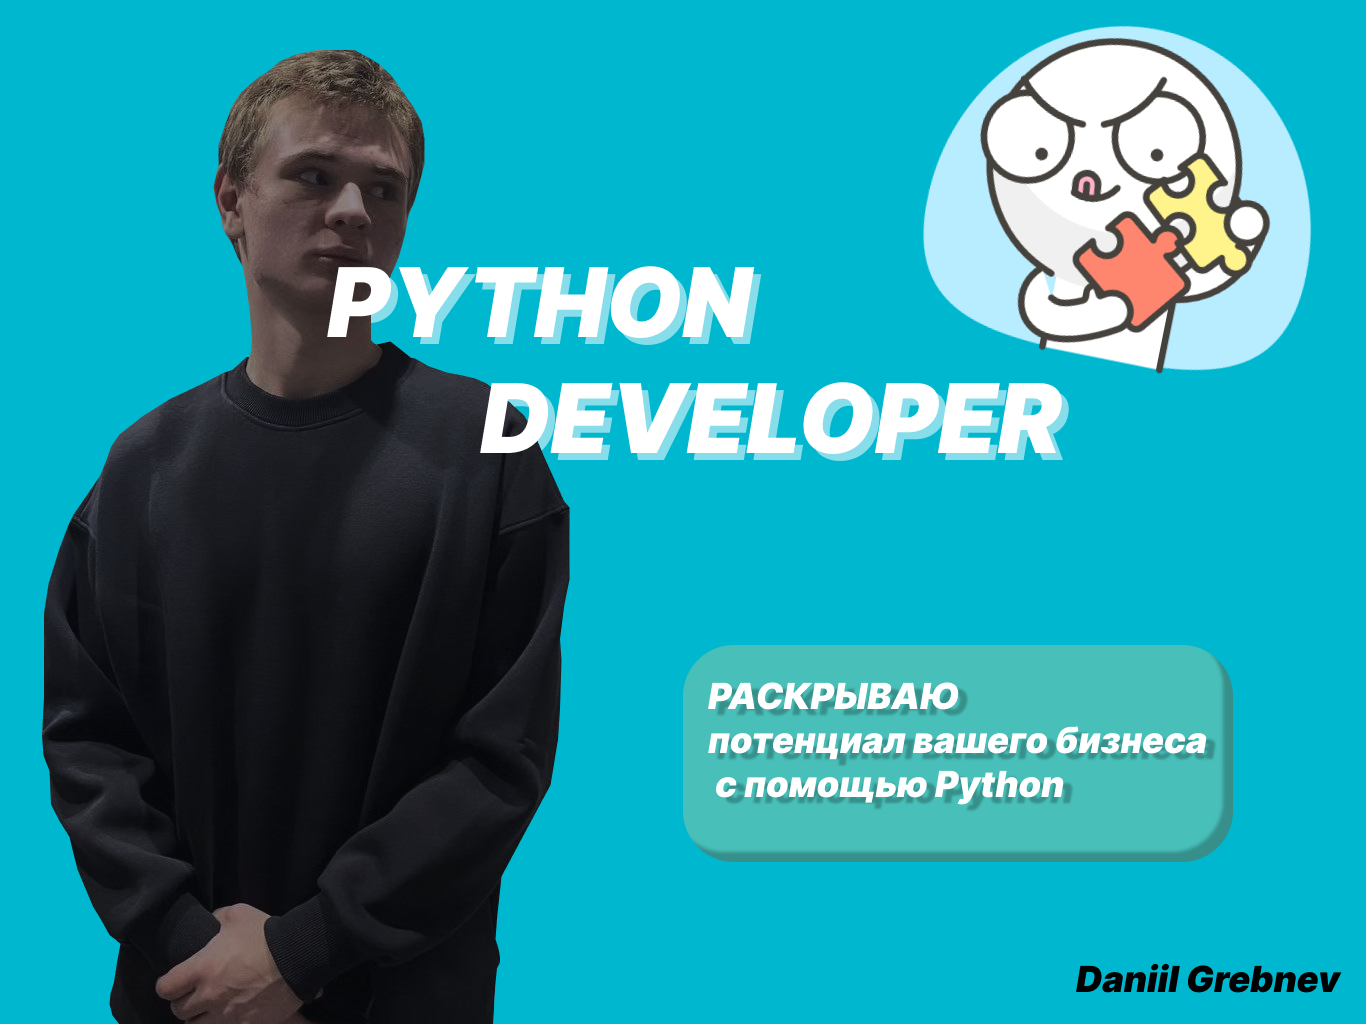 PYTHON
DEVELOPER
РАСКРЫВАЮ
потенциал вашего бизнеса
с помощью Python
Daniil Grebnev